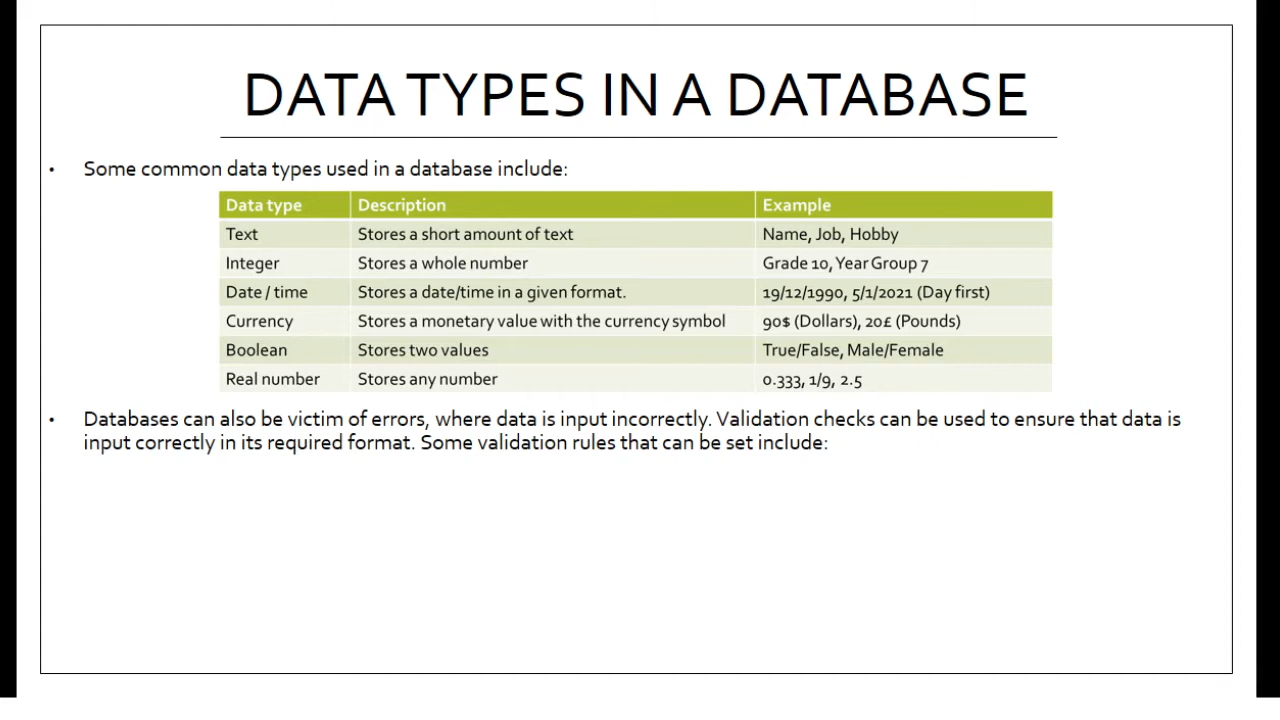 DATA TYPES IN A DATABASE
• Some common data types used in a database include:
Data type Description Example
Text Stores a short amount of text Name, Job, Hobby
Integer Stores a whole number Grade 10, Year Group 7
Date / time Stores a date/time in a given format. 19/12/1990, 5/1/2021 (Day first)
Currency Stores a monetary value with the currency symbol 90$ (Dollars), 20£ (Pounds)
Boolean Stores two values True/False, Male/Female
Real number Stores any number 0.333, 1/9, 2.5
• Databases can also be victim of errors, where data is input incorrectly. Validation checks can be used to ensure that data is
input correctly in its required format. Some validation rules that can be set include: